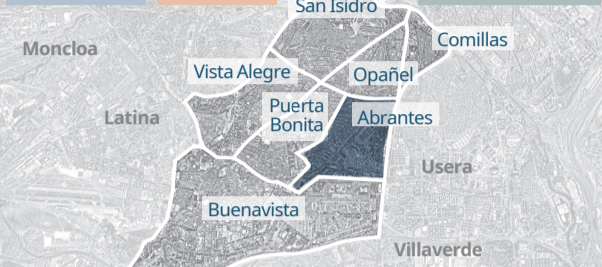 San Isidro
Moncloa
Comillas
Vista Alegre
Opañel
Latina
Puerta
Bonita
Abrantes
Usera
Buenavista
Villaverde